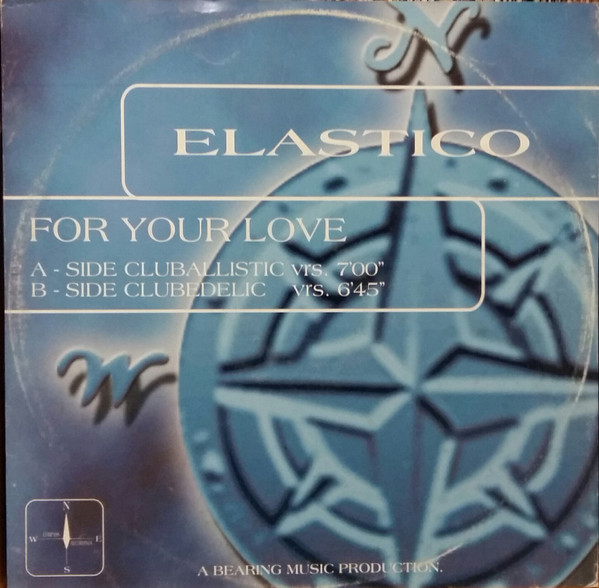 N
ELASTICO
FOR YOUR LOVE
A - SIDE CLUBALLISTIC vrs. 7'00"
B - SIDE CLUBEDELIC vrs. 6'45"
W
N
W E
S
A BEARING MUSIC PRODUCTION.